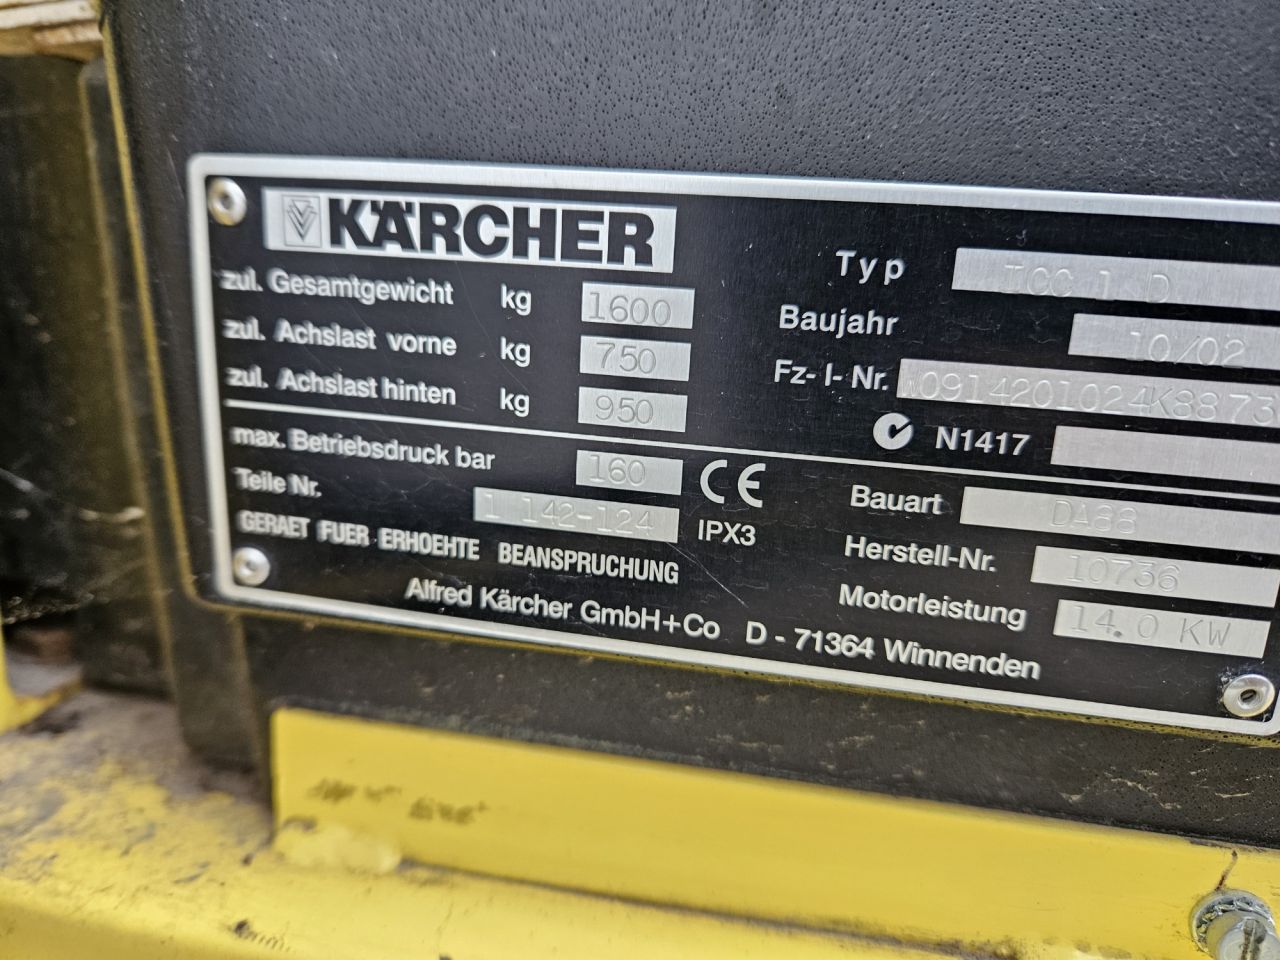 KÄRCHER
zul. Gesamtgewicht kg 1600
zul. Achslast vorne kg 750
zul. Achslast hinten kg 950
max. Betriebsdruck bar 160
Teile Nr. 1 142-124
GERAET FUER ERHOEHTE BEANSPRUCHUNG
CE
IPX3
Typ ICC 1 D
Baujahr 10/02
Fz- I- Nr. W0914201024K8873
N1417
Bauart DA88
Herstell-Nr. 10736
Motorleistung 14.0 KW
Alfred Kärcher GmbH+Co D - 71364 Winnenden